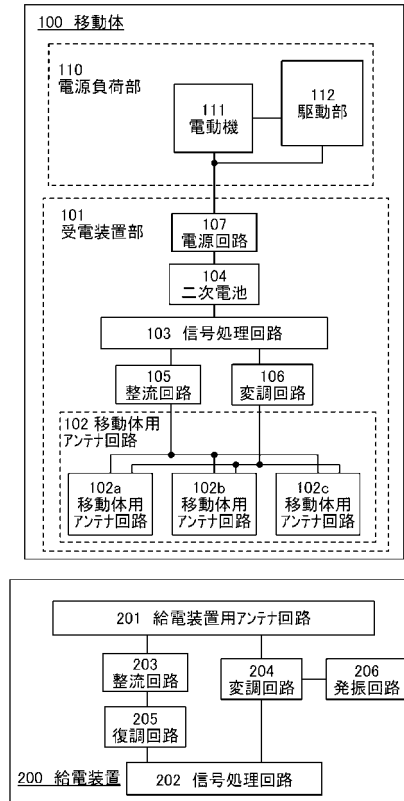 100 移動体
110
電源負荷部
111
電動機
112
駆動部
101
受電装置部
107
電源回路
104
二次電池
103 信号処理回路
105
整流回路
106
変調回路
102 移動体用
アンテナ回路
102a
移動体用
アンテナ回路
102b
移動体用
アンテナ回路
102c
移動体用
アンテナ回路
201 給電装置用アンテナ回路
203
整流回路
204
変調回路
206
発振回路
205
復調回路
200 給電装置
202 信号処理回路